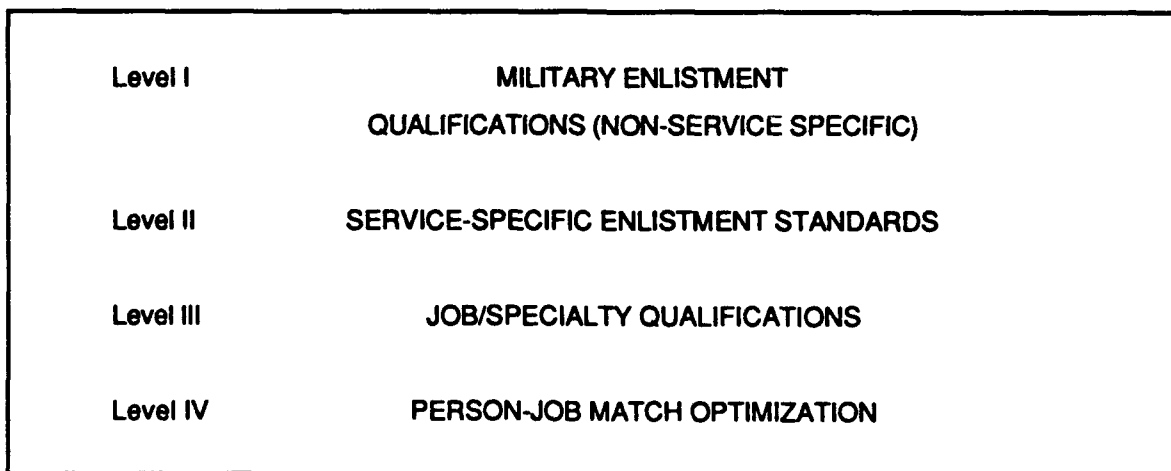 Level I MILITARY ENLISTMENT
QUALIFICATIONS (NON-SERVICE SPECIFIC)
Level II SERVICE-SPECIFIC ENLISTMENT STANDARDS
Level III JOB/SPECIALTY QUALIFICATIONS
Level IV PERSON-JOB MATCH OPTIMIZATION